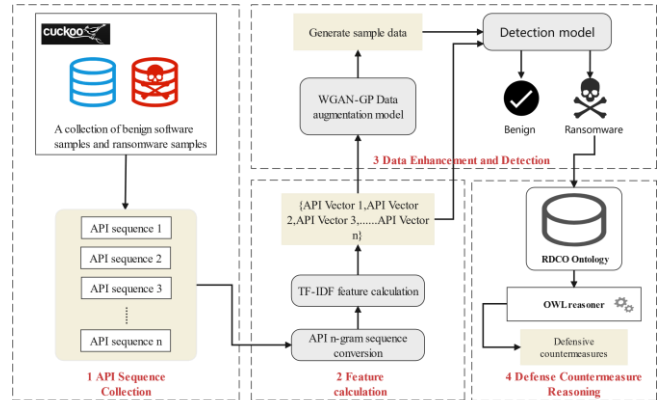 cuckoo
A collection of benign software
samples and ransomware samples
API sequence 1
API sequence 2
API sequence 3
API sequence n
1 API Sequence
Collection
{API Vector 1,API Vector
2,API Vector 3,......API Vector
n}
TF-IDF feature calculation
API n-gram sequence
conversion
2 Feature
calculation
Generate sample data
WGAN-GP Data
augmentation model
Detection model
Benign
Ransomware
3 Data Enhancement and Detection
RDCO Ontology
OWL reasoner
Defensive
countermeasures
4 Defense Countermeasure
Reasoning